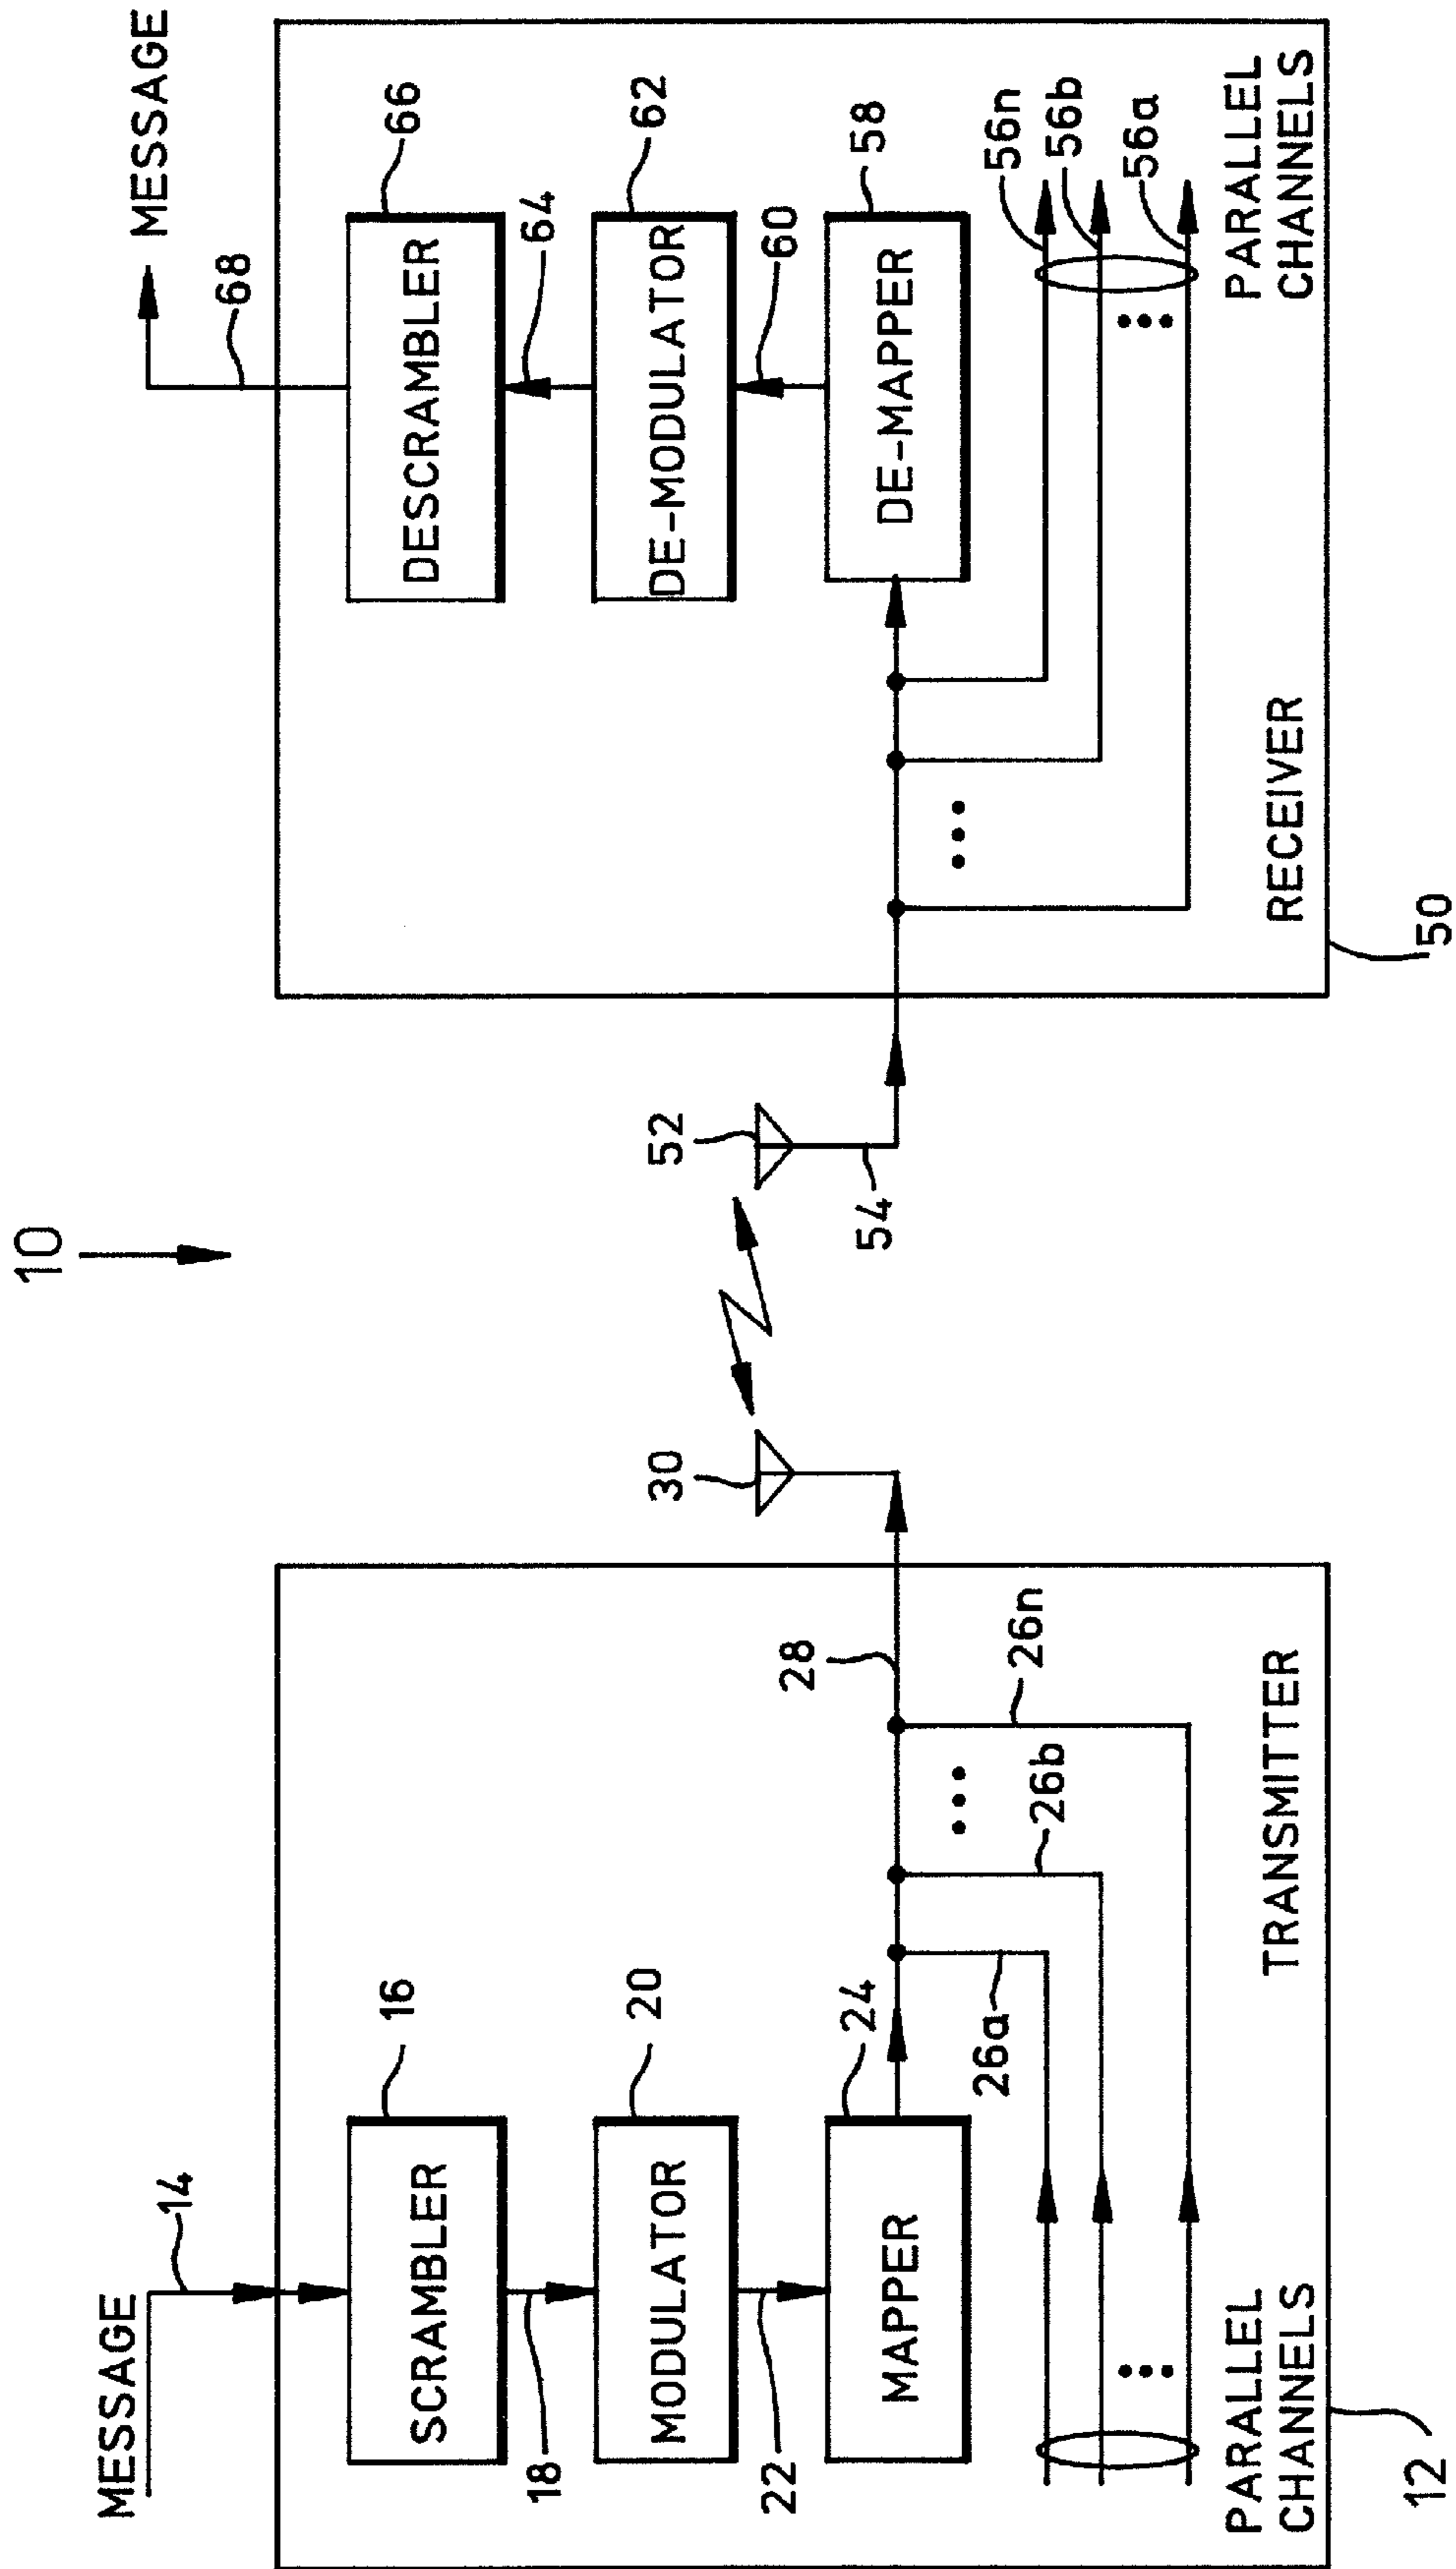 10
MESSAGE
14
SCRAMBLER
16
18
MODULATOR
20
22
MAPPER
24
26a
26b
26n
28
PARALLEL
CHANNELS
TRANSMITTER
12
30
52
54
MESSAGE
68
DESCRAMBLER
66
64
DE-MODULATOR
62
60
DE-MAPPER
58
56n
56b
56a
PARALLEL
CHANNELS
RECEIVER
50